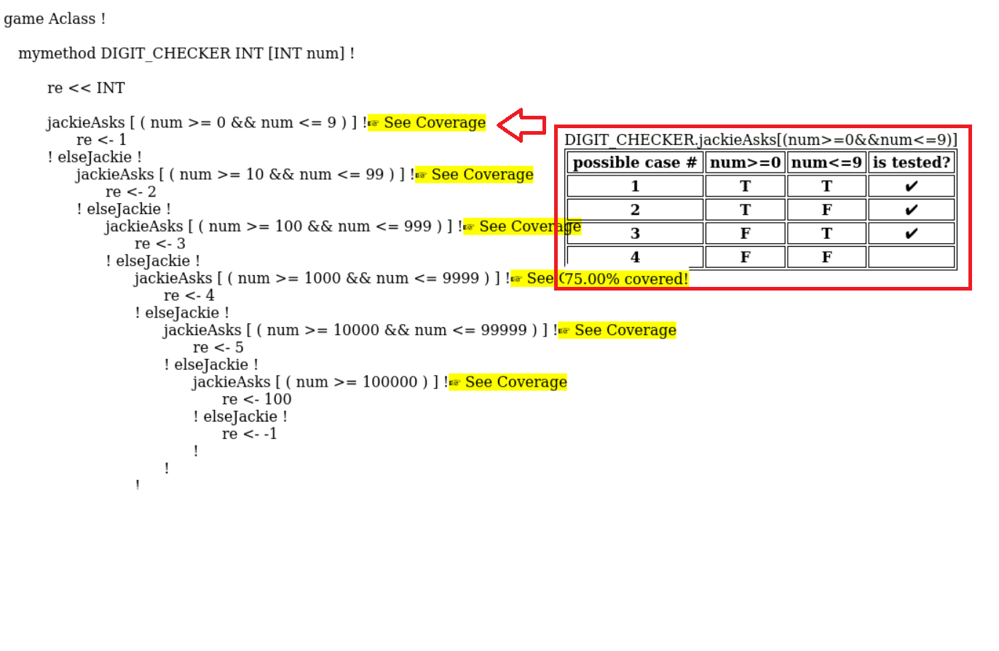 game Aclass !
mymethod DIGIT_CHECKER INT [INT num] !
re << INT
jackieAsks [ ( num >= 0 && num <= 9 ) ] !☞ See Coverage
re <- 1
! elseJackie !
jackieAsks [ ( num >= 10 && num <= 99 ) ] !☞ See Coverage
re <- 2
! elseJackie !
jackieAsks [ ( num >= 100 && num <= 999 ) ] !☞ See Coverage
re <- 3
! elseJackie !
jackieAsks [ ( num >= 1000 && num <= 9999 ) ] !☞ See
re <- 4
! elseJackie !
jackieAsks [ ( num >= 10000 && num <= 99999 ) ] !☞ See Coverage
re <- 5
! elseJackie !
jackieAsks [ ( num >= 100000 ) ] !☞ See Coverage
re <- 100
! elseJackie !
re <- -1
!
!
!
DIGIT_CHECKER.jackieAsks[(num>=0&&num<=9)]
possible case # num>=0 num<=9 is tested?
1 T T ✔
2 T F ✔
3 F T ✔
4 F F
75.00% covered!